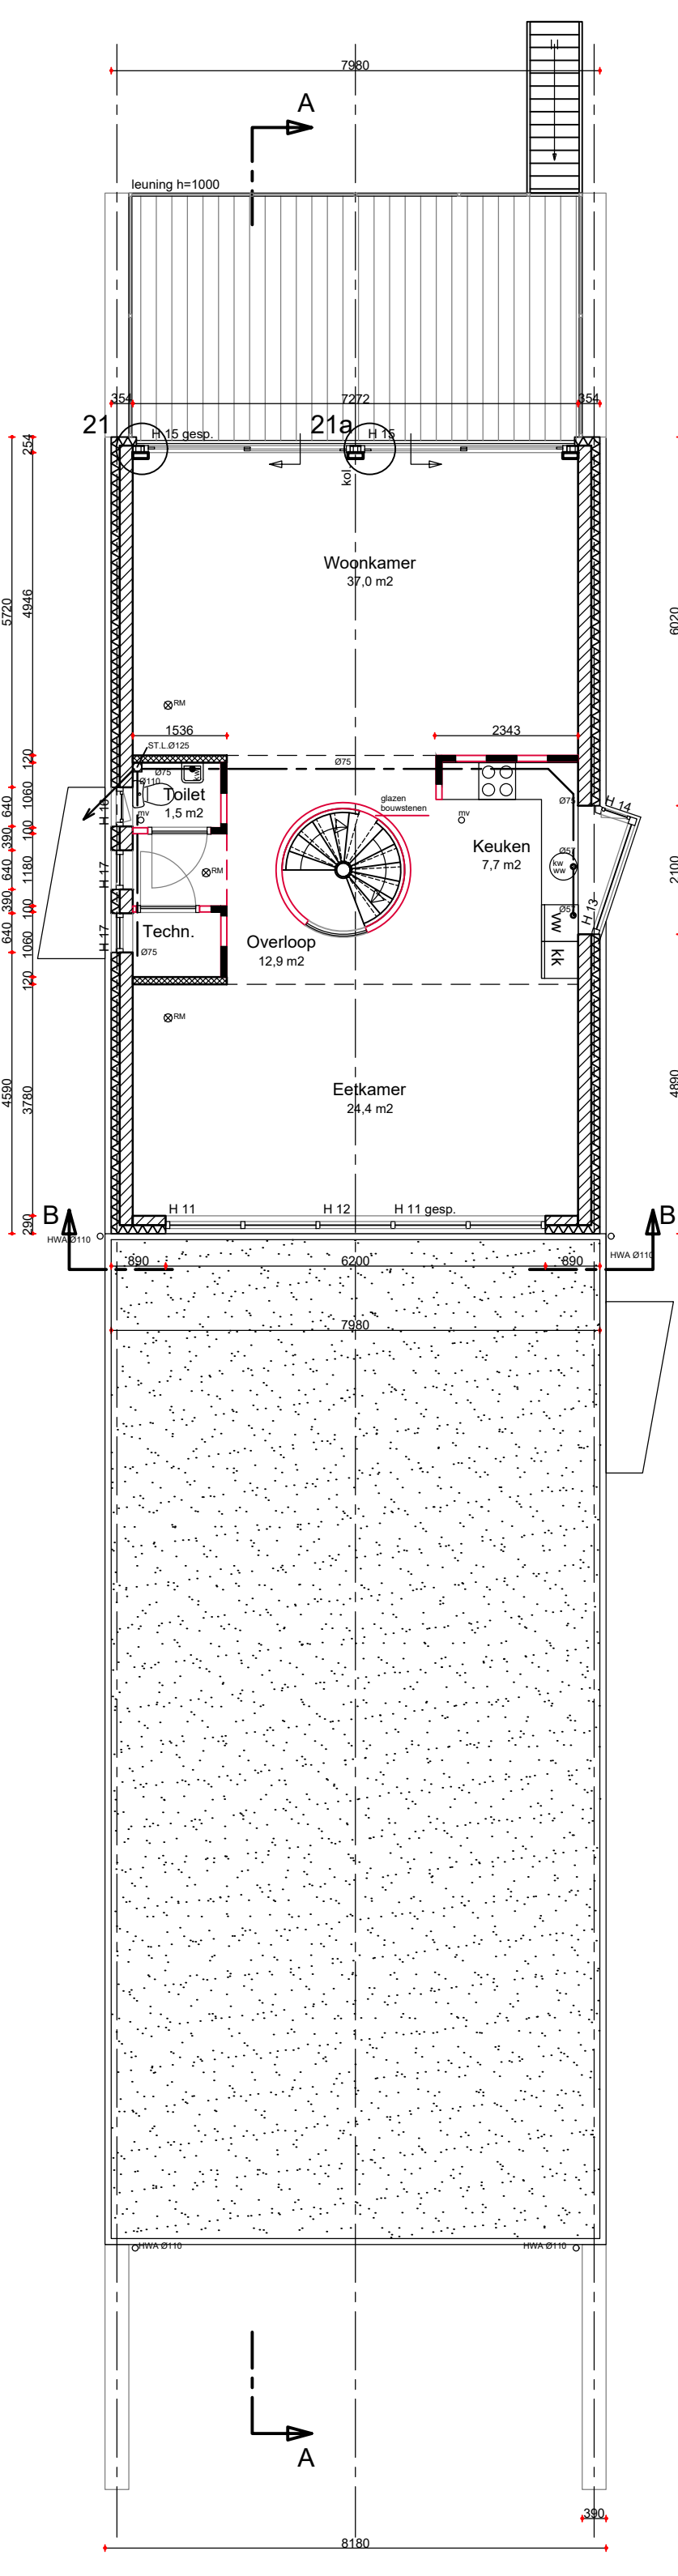 7980
A
leuning h=1000
354
7272
354
21
H 15 gesp.
21a
H 15
kol.
254
Woonkamer
37,0 m2
5720
4946
6020
RM
1536
2343
ST.L.Ø125
Ø75
Ø75
Ø110
120
Toilet
1,5 m2
mv
glazen
bouwstenen
mv
Ø75
H 14
H 16
640
1060
Keuken
7,7 m2
390
100
Ø57
kw
ww
H 17
640
1180
RM
2100
390
100
Ø57
H 13
vw
Techn.
Overloop
12,9 m2
H 17
640
1060
Ø75
kk
120
RM
Eetkamer
24,4 m2
4590
3780
4890
H 11
H 12
H 11 gesp.
B
B
290
HWA Ø110
HWA Ø110
890
6200
890
7980
HWA Ø110
HWA Ø110
A
390
8180